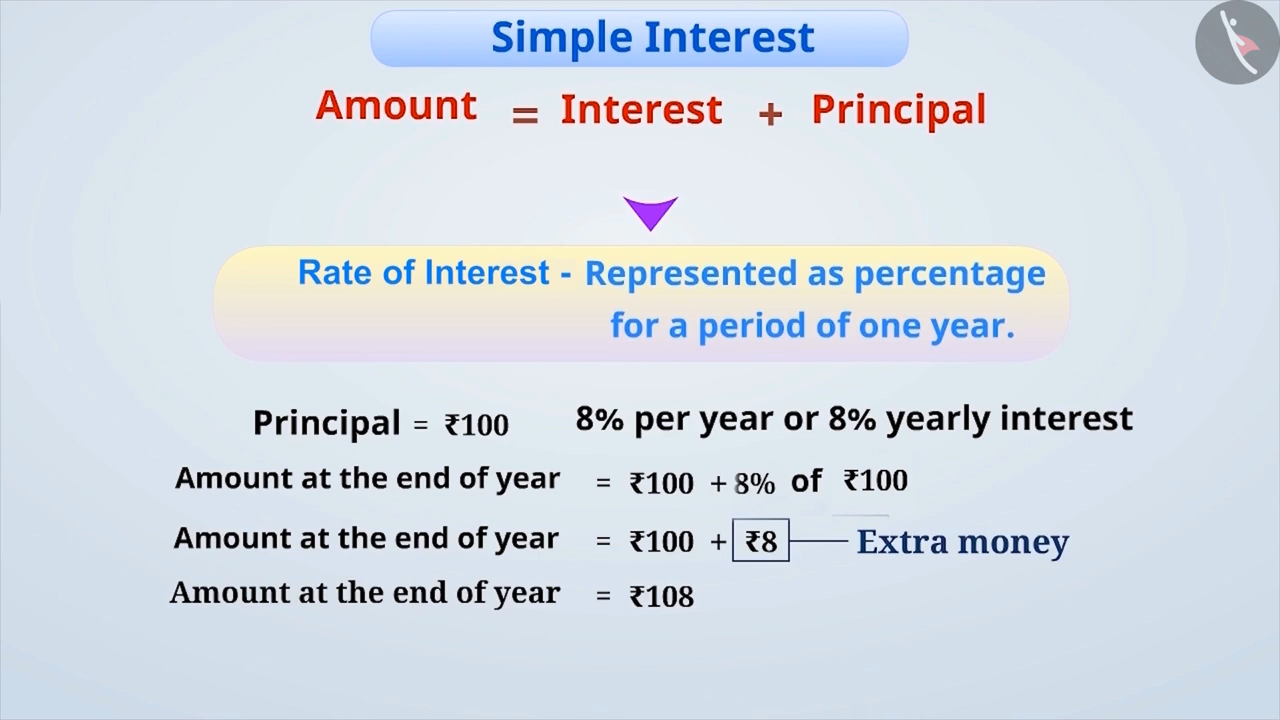 Simple Interest
Amount = Interest + Principal
Rate of Interest - Represented as percentage
for a period of one year.
Principal = ₹100 8% per year or 8% yearly interest
Amount at the end of year = ₹100 + 8% of ₹100
Amount at the end of year = ₹100 + ₹8 Extra money
Amount at the end of year = ₹108